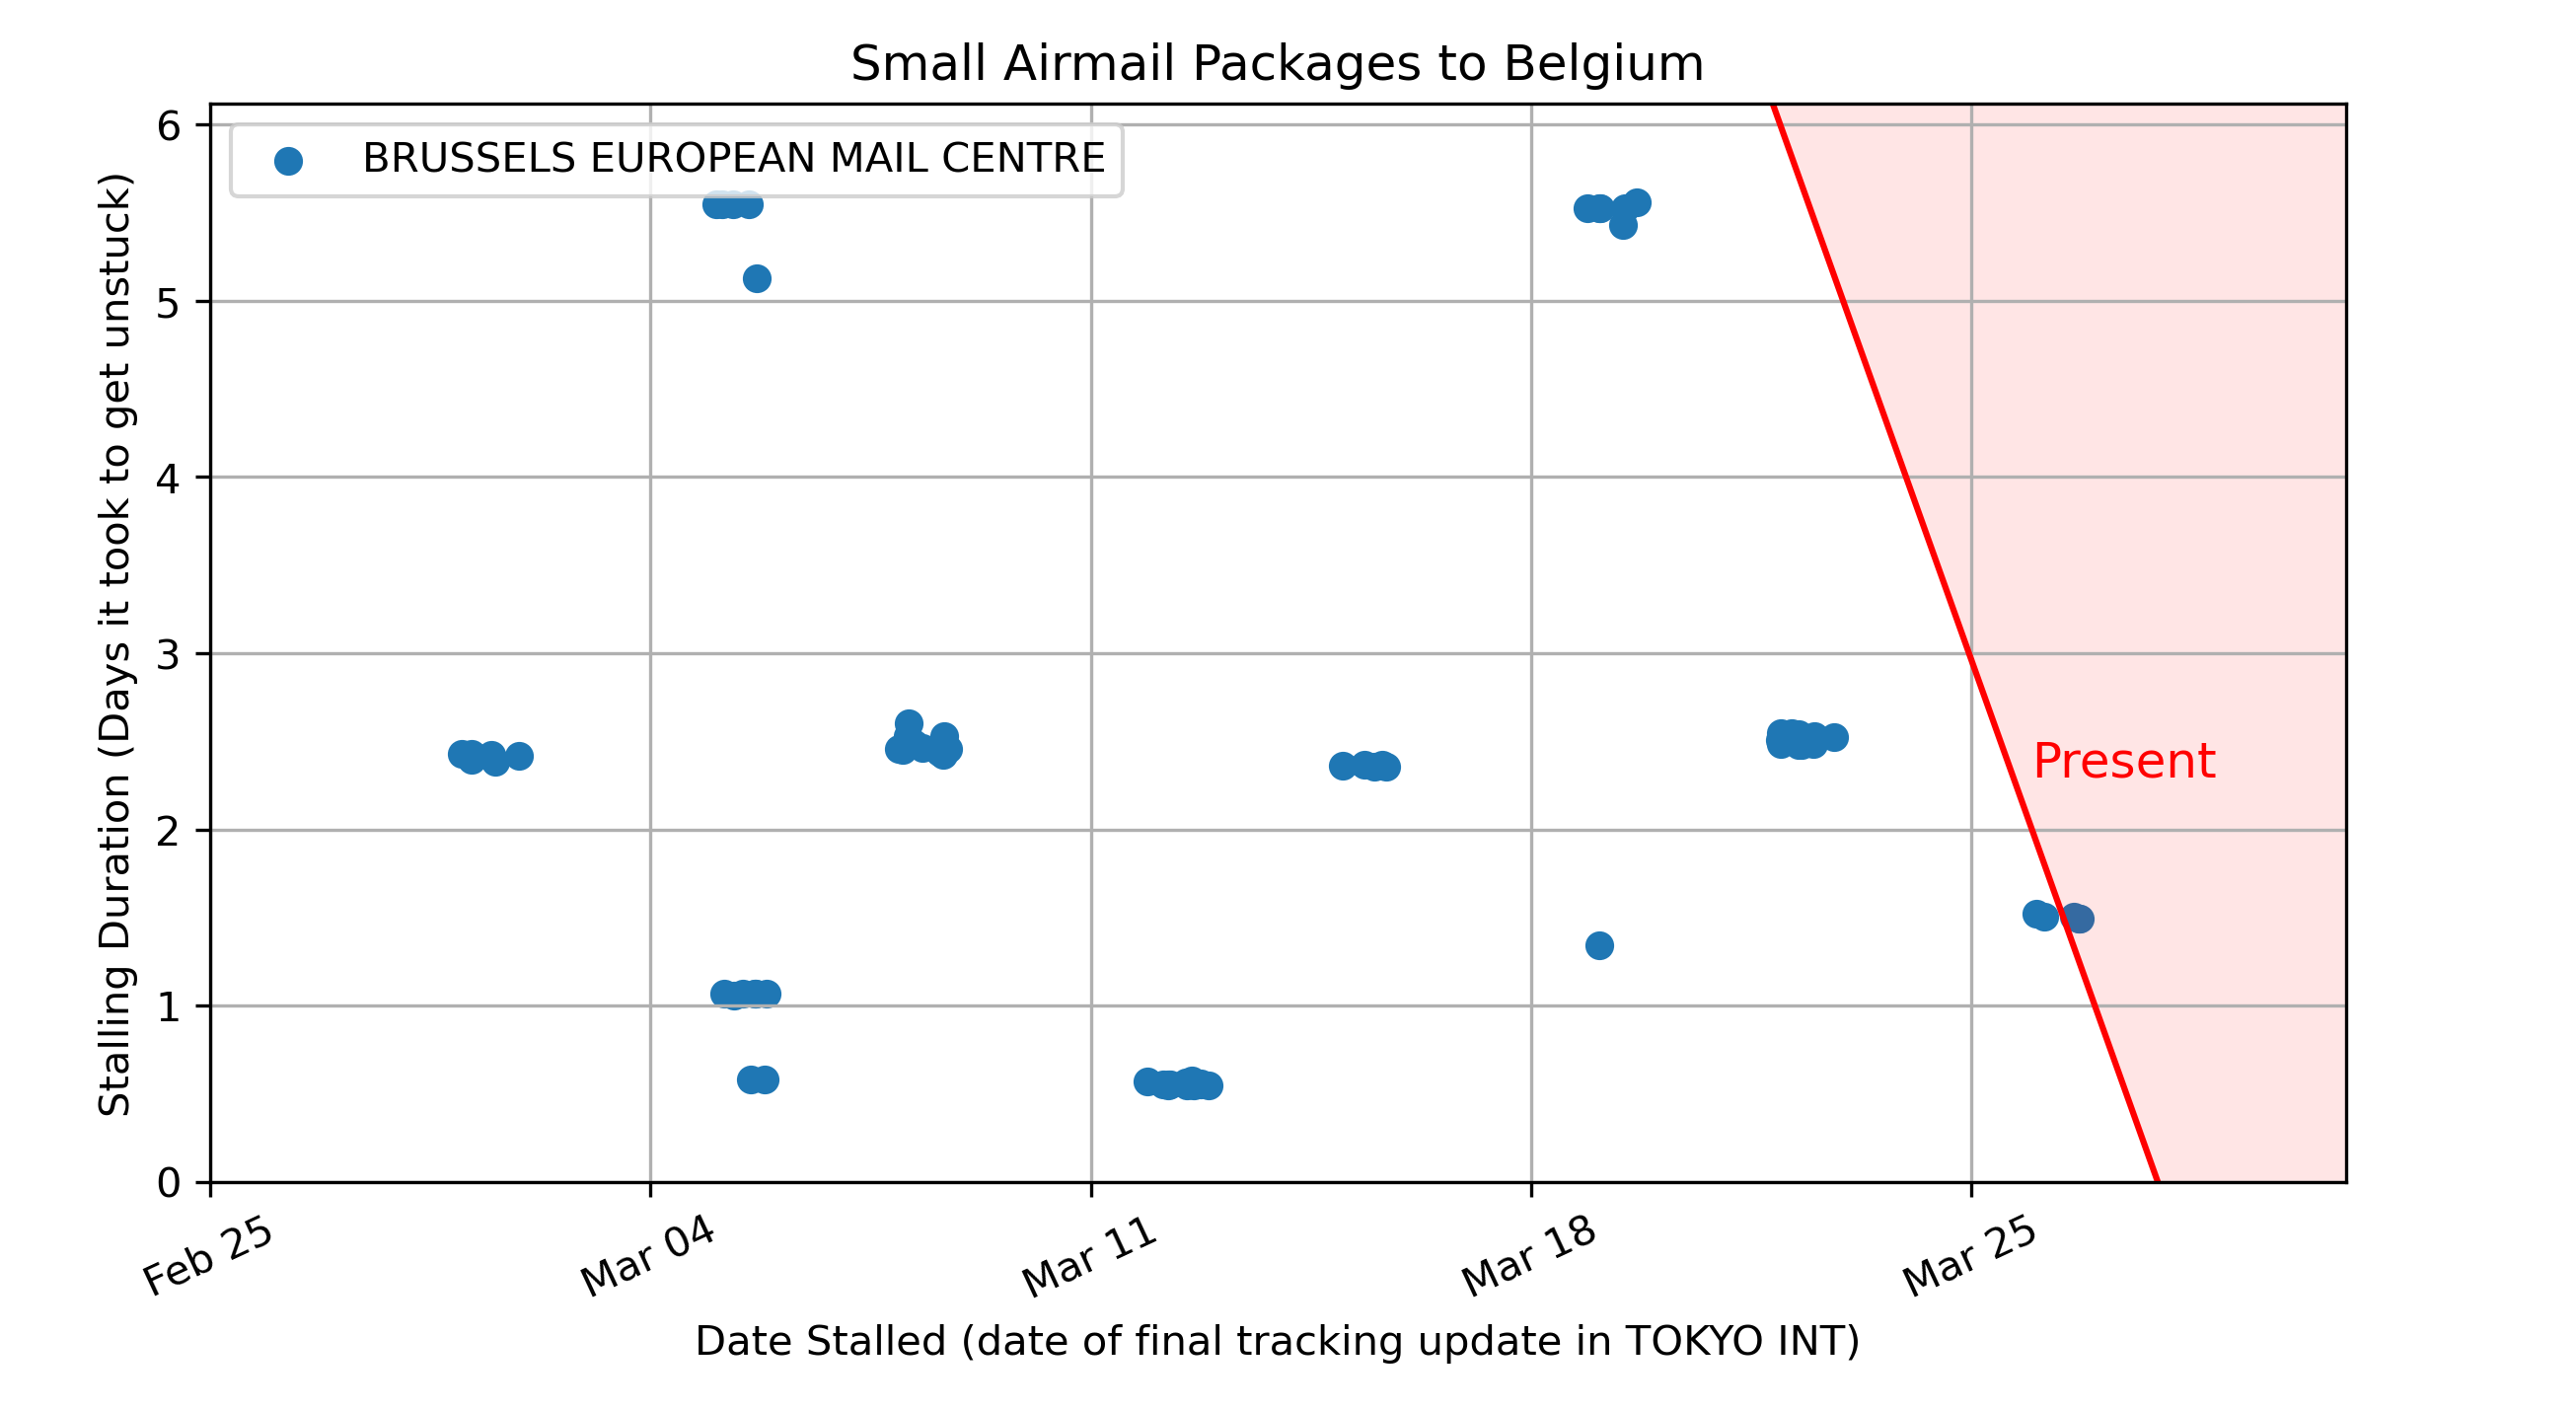 Small Airmail Packages to Belgium
BRUSSELS EUROPEAN MAIL CENTRE
Stalling Duration (Days it took to get unstuck)
6
5
4
3
2
1
0
Present
Feb 25
Mar 04
Mar 11
Mar 18
Mar 25
Date Stalled (date of final tracking update in TOKYO INT)